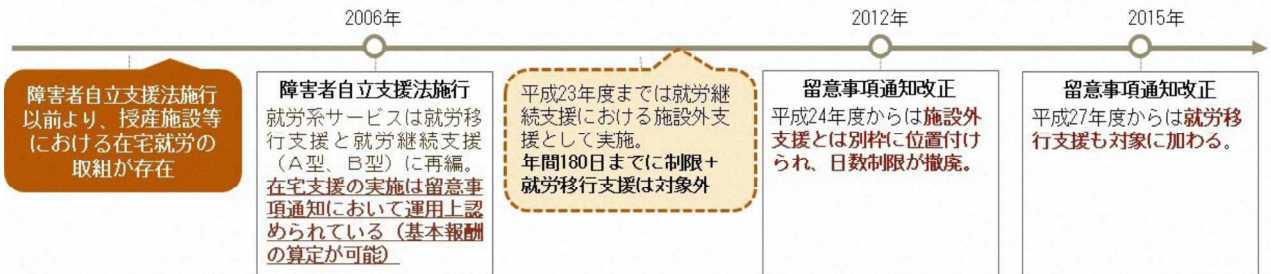 2006年
2012年
2015年
障害者自立支援法施行
以前より、授産施設等
における在宅就労の
取組が存在
障害者自立支援法施行
就労系サービスは就労移
行支援と就労継続支援
（Ａ型、Ｂ型）に再編。
在宅支援の実施は留意事
項通知において運用上認
められている（基本報酬
の算定が可能）
平成23年度までは就労継
続支援における施設外支
援として実施。
年間180日までに制限＋
就労移行支援は対象外
留意事項通知改正
平成24年度からは施設外
支援とは別枠に位置付け
られ、日数制限が撤廃。
留意事項通知改正
平成27年度からは就労移
行支援も対象に加わる。